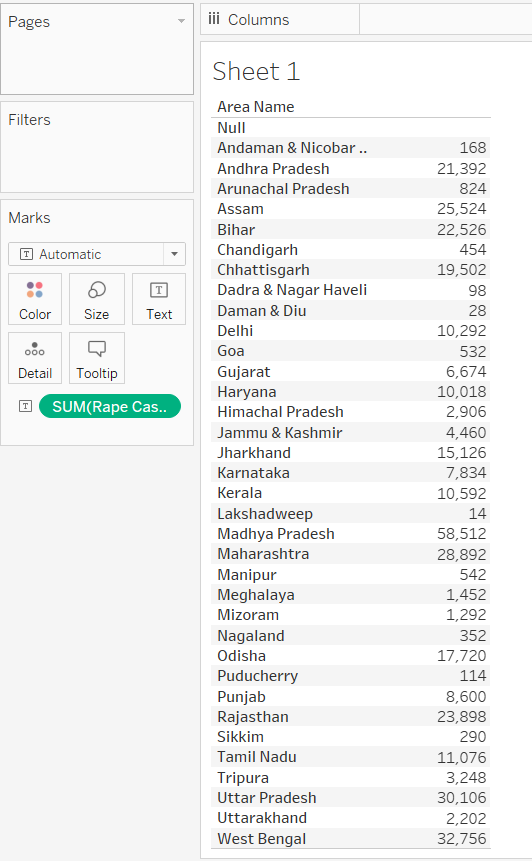 Pages
Columns
Sheet 1
Filters
Marks
Automatic
Color Size Text
Detail Tooltip
SUM(Rape Cas..
Area Name
Null
Andaman & Nicobar .. 168
Andhra Pradesh 21,392
Arunachal Pradesh 824
Assam 25,524
Bihar 22,526
Chandigarh 454
Chhattisgarh 19,502
Dadra & Nagar Haveli 98
Daman & Diu 28
Delhi 10,292
Goa 532
Gujarat 6,674
Haryana 10,018
Himachal Pradesh 2,906
Jammu & Kashmir 4,460
Jharkhand 15,126
Karnataka 7,834
Kerala 10,592
Lakshadweep 14
Madhya Pradesh 58,512
Maharashtra 28,892
Manipur 542
Meghalaya 1,452
Mizoram 1,292
Nagaland 352
Odisha 17,720
Puducherry 114
Punjab 8,600
Rajasthan 23,898
Sikkim 290
Tamil Nadu 11,076
Tripura 3,248
Uttar Pradesh 30,106
Uttarakhand 2,202
West Bengal 32,756